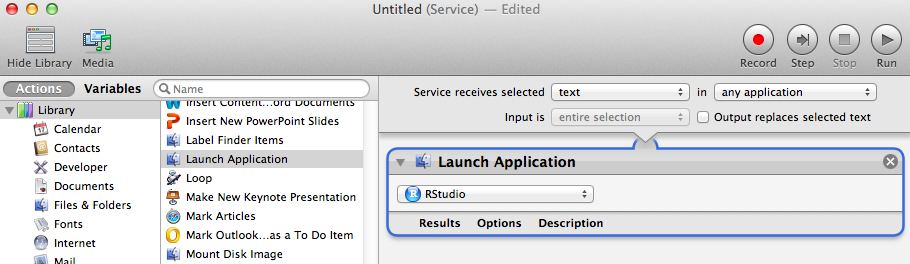 Untitled (Service) — Edited
Hide Library
Media
Record
Step
Stop
Run
Actions
Variables
Name
Library
Calendar
Contacts
Developer
Documents
Files & Folders
Fonts
Internet
Mail
Insert Content...ord Documents
Insert New PowerPoint Slides
Label Finder Items
Launch Application
Loop
Make New Keynote Presentation
Mark Articles
Mark Outlook...as a To Do Item
Mount Disk Image
Service receives selected text in any application
Input is entire selection Output replaces selected text
Launch Application
RStudio
Results Options Description